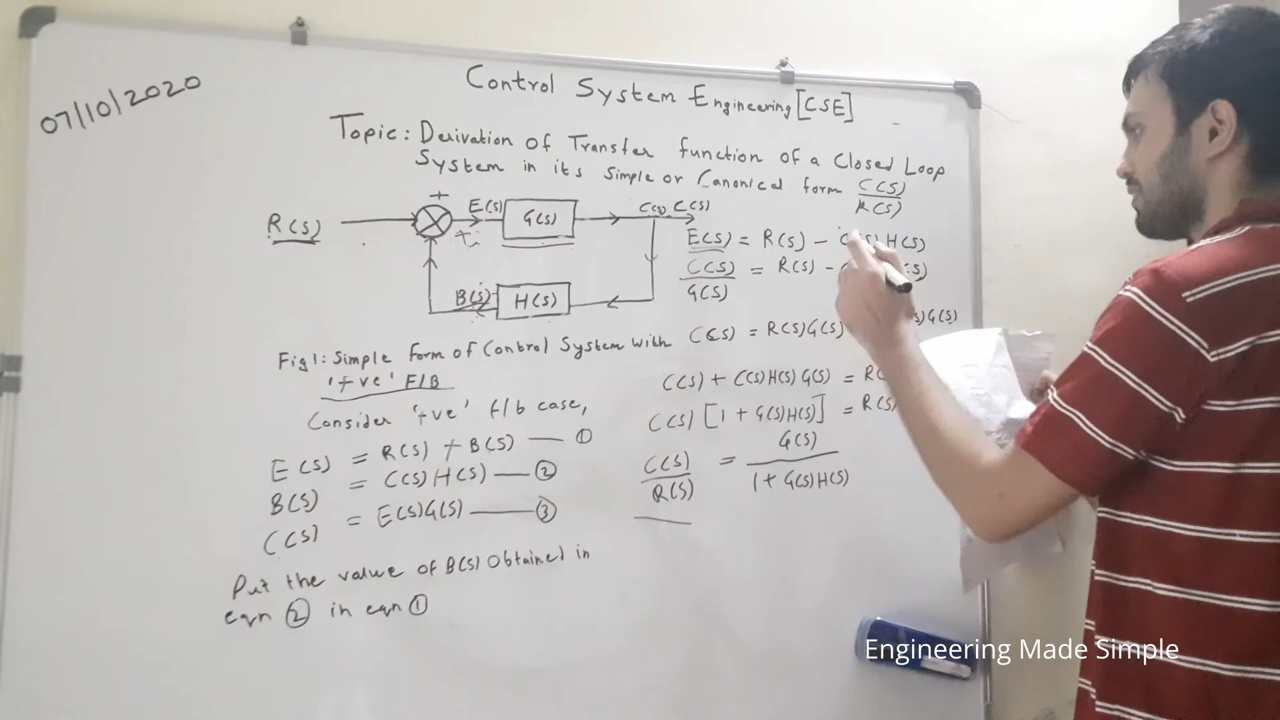 07/10/2020
Control System Engineering [CSE]
Topic: Derivation of Transfer function of a Closed Loop
System in its Simple or Canonical form C(S)/R(S)
R(S)
+
+
E(S)
G(S)
C(S)
B(S)
H(S)
Fig 1: Simple form of Control System with
'+ve' F/B
Consider '+ve' f/b case,
E(S) = R(S) + B(S) — ①
B(S) = C(S)H(S) — ②
C(S) = E(S)G(S) — ③
Put the value of B(S) Obtained in
eqn ② in eqn ①
E(S) = R(S) - C(S)H(S)
C(S)/G(S) = R(S) -
C(S) = R(S)G(S)
C(S) + C(S)H(S)G(S) =
C(S) [1 + G(S)H(S)] = R(S)
C(S)/R(S) = G(S)/1 + G(S)H(S)
Engineering Made Simple